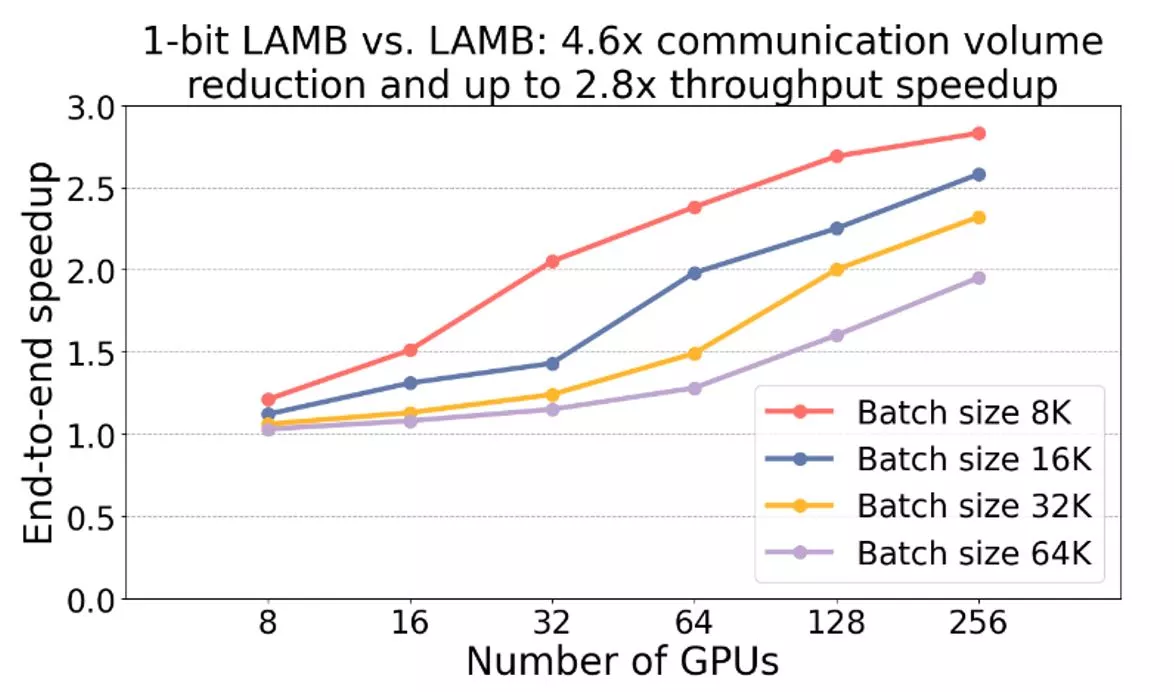 1-bit LAMB vs. LAMB: 4.6x communication volume
reduction and up to 2.8x throughput speedup
End-to-end speedup
3.0
2.5
2.0
1.5
1.0
0.5
0.0
8 16 32 64 128 256
Number of GPUs
Batch size 8K
Batch size 16K
Batch size 32K
Batch size 64K